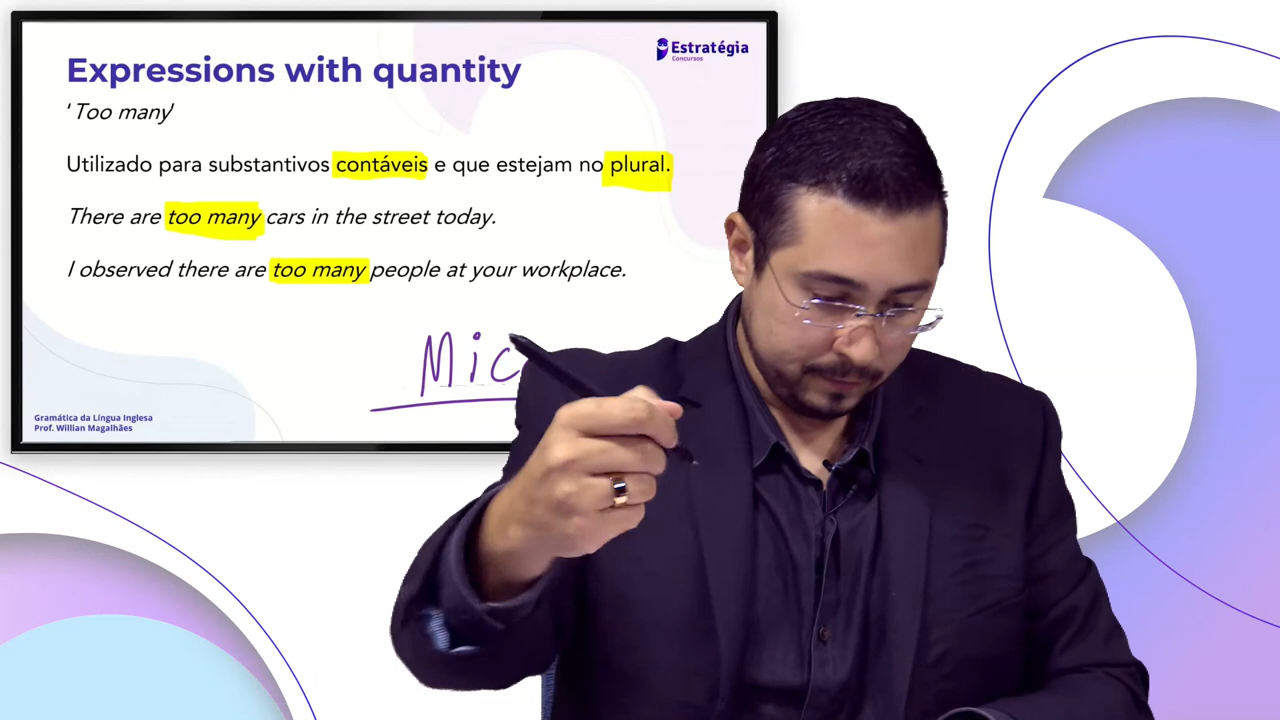 Estratégia
Concursos
Expressions with quantity
'Too many'
Utilizado para substantivos contáveis e que estejam no plural.
There are too many cars in the street today.
I observed there are too many people at your workplace.
Gramática da Língua Inglesa
Prof. Willian Magalhães